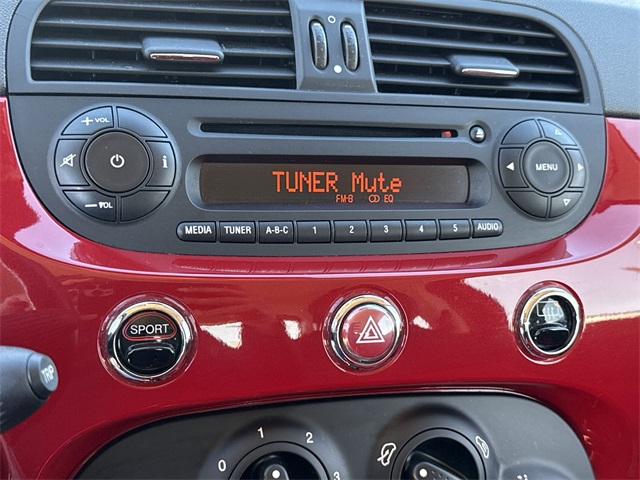 + VOL
TUNER Mute
FM-B CD EQ
MENU
i
— VOL
MEDIA TUNER A-B-C 1 2 3 4 5 AUDIO
SPORT
TRIP
0 1 2 3